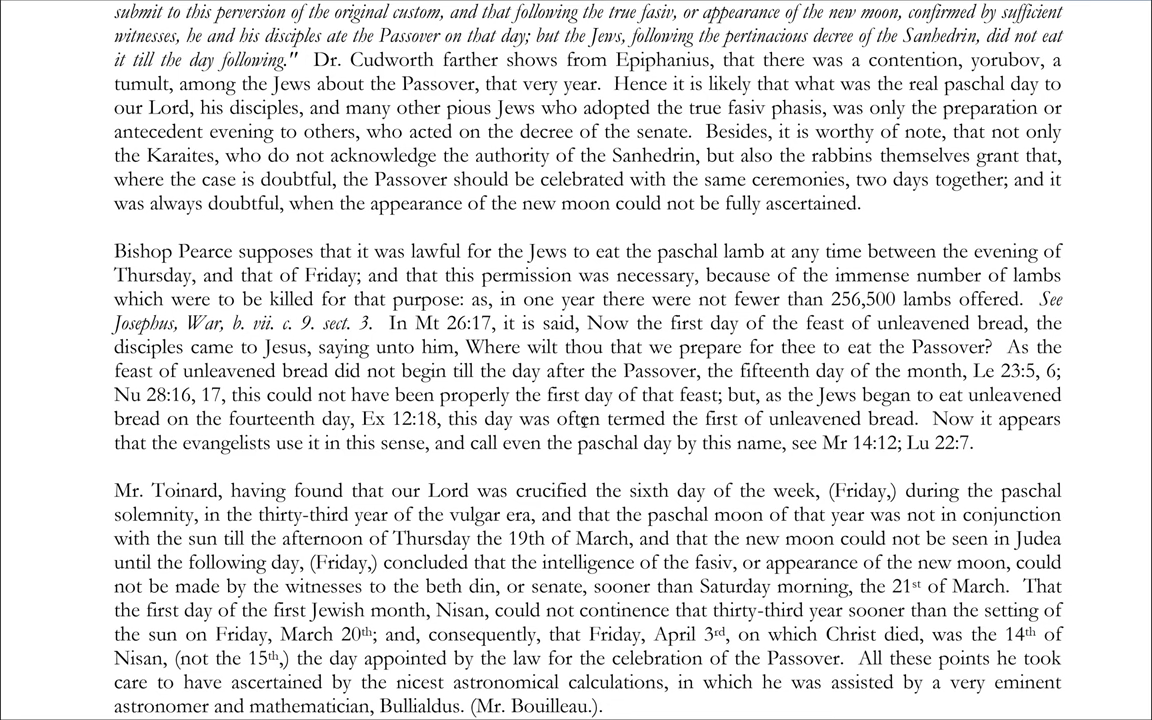 submit to this perversion of the original custom, and that following the true fasiv, or appearance of the new moon, confirmed by sufficient
witnesses, he and his disciples ate the Passover on that day; but the Jews, following the pertinacious decree of the Sanhedrin, did not eat
it till the day following." Dr. Cudworth farther shows from Epiphanius, that there was a contention, yorubov, a
tumult, among the Jews about the Passover, that very year. Hence it is likely that what was the real paschal day to
our Lord, his disciples, and many other pious Jews who adopted the true fasiv phasis, was only the preparation or
antecedent evening to others, who acted on the decree of the senate. Besides, it is worthy of note, that not only
the Karaites, who do not acknowledge the authority of the Sanhedrin, but also the rabbins themselves grant that,
where the case is doubtful, the Passover should be celebrated with the same ceremonies, two days together; and it
was always doubtful, when the appearance of the new moon could not be fully ascertained.
Bishop Pearce supposes that it was lawful for the Jews to eat the paschal lamb at any time between the evening of
Thursday, and that of Friday; and that this permission was necessary, because of the immense number of lambs
which were to be killed for that purpose: as, in one year there were not fewer than 256,500 lambs offered. See
Josephus, War, b. vii. c. 9. sect. 3. In Mt 26:17, it is said, Now the first day of the feast of unleavened bread, the
disciples came to Jesus, saying unto him, Where wilt thou that we prepare for thee to eat the Passover? As the
feast of unleavened bread did not begin till the day after the Passover, the fifteenth day of the month, Le 23:5, 6;
Nu 28:16, 17, this could not have been properly the first day of that feast; but, as the Jews began to eat unleavened
bread on the fourteenth day, Ex 12:18, this day was often termed the first of unleavened bread. Now it appears
that the evangelists use it in this sense, and call even the paschal day by this name, see Mr 14:12; Lu 22:7.
Mr. Toinard, having found that our Lord was crucified the sixth day of the week, (Friday,) during the paschal
solemnity, in the thirty-third year of the vulgar era, and that the paschal moon of that year was not in conjunction
with the sun till the afternoon of Thursday the 19th of March, and that the new moon could not be seen in Judea
until the following day, (Friday,) concluded that the intelligence of the fasiv, or appearance of the new moon, could
not be made by the witnesses to the beth din, or senate, sooner than Saturday morning, the 21st of March. That
the first day of the first Jewish month, Nisan, could not continence that thirty-third year sooner than the setting of
the sun on Friday, March 20th; and, consequently, that Friday, April 3rd, on which Christ died, was the 14th of
Nisan, (not the 15th,) the day appointed by the law for the celebration of the Passover. All these points he took
care to have ascertained by the nicest astronomical calculations, in which he was assisted by a very eminent
astronomer and mathematician, Bullialdus. (Mr. Bouilleau.).